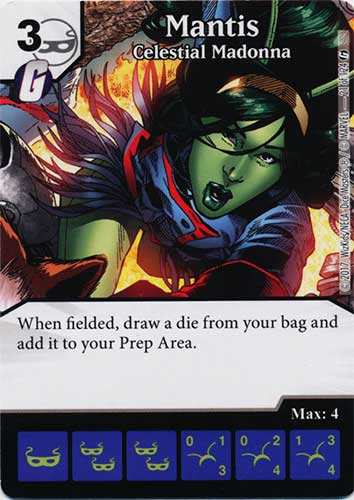 3
Mantis
Celestial Madonna
G
When fielded, draw a die from your bag and
add it to your Prep Area.
Max: 4
0 1 3
0 2 4
1 3 4